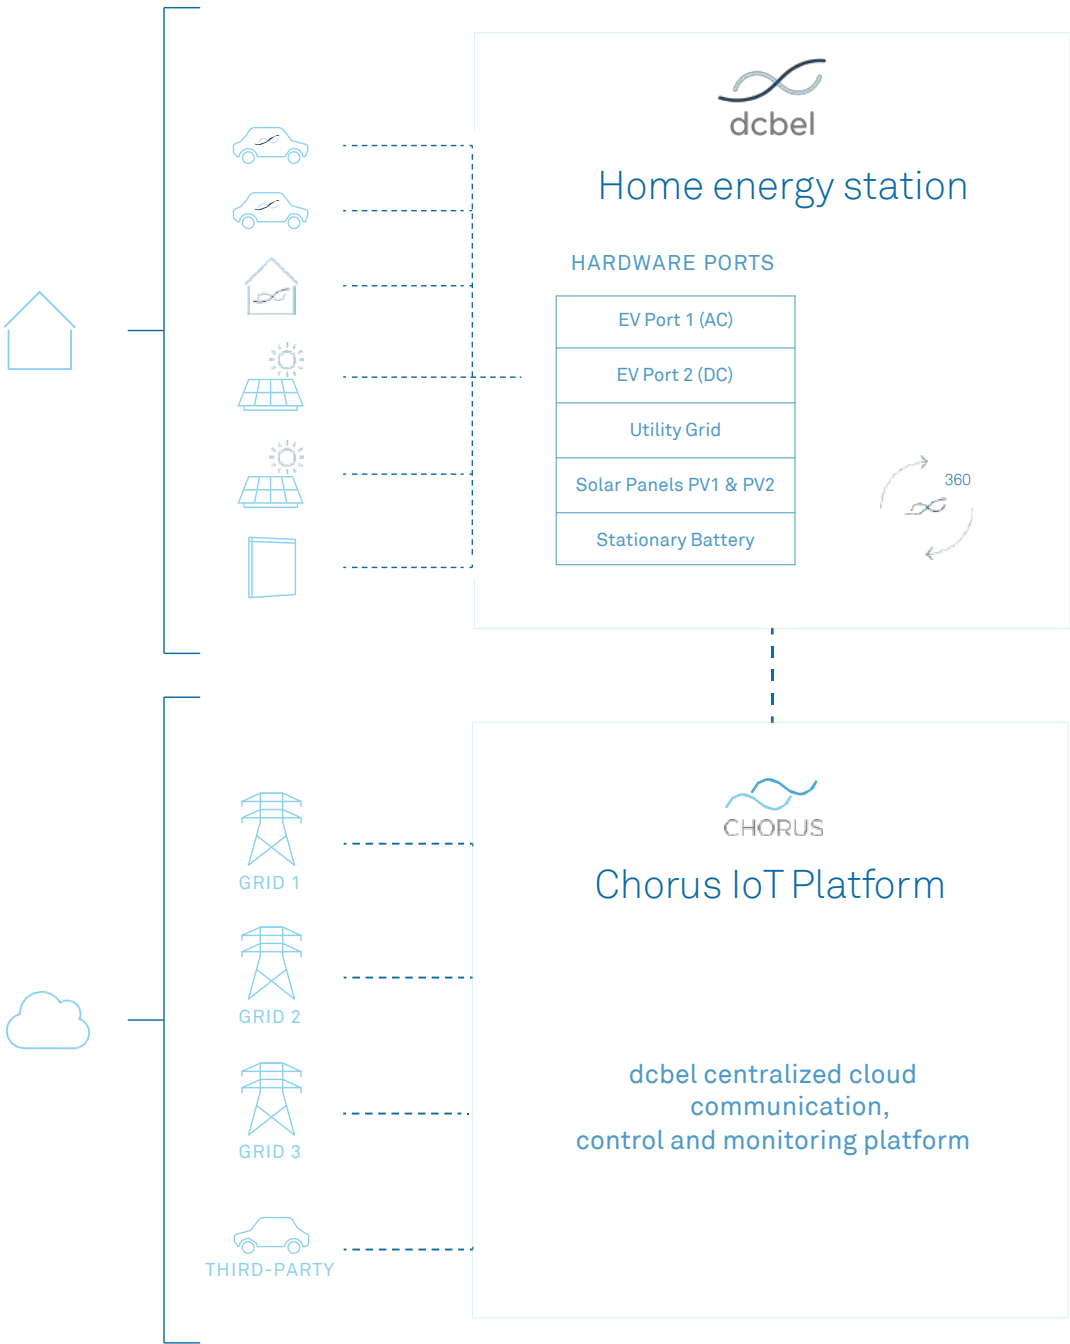 dcbel
Home energy station
HARDWARE PORTS
EV Port 1 (AC)
EV Port 2 (DC)
Utility Grid
Solar Panels PV1 & PV2
Stationary Battery
360
CHORUS
Chorus IoT Platform
GRID 1
GRID 2
GRID 3
THIRD-PARTY
dcbel centralized cloud
communication,
control and monitoring platform